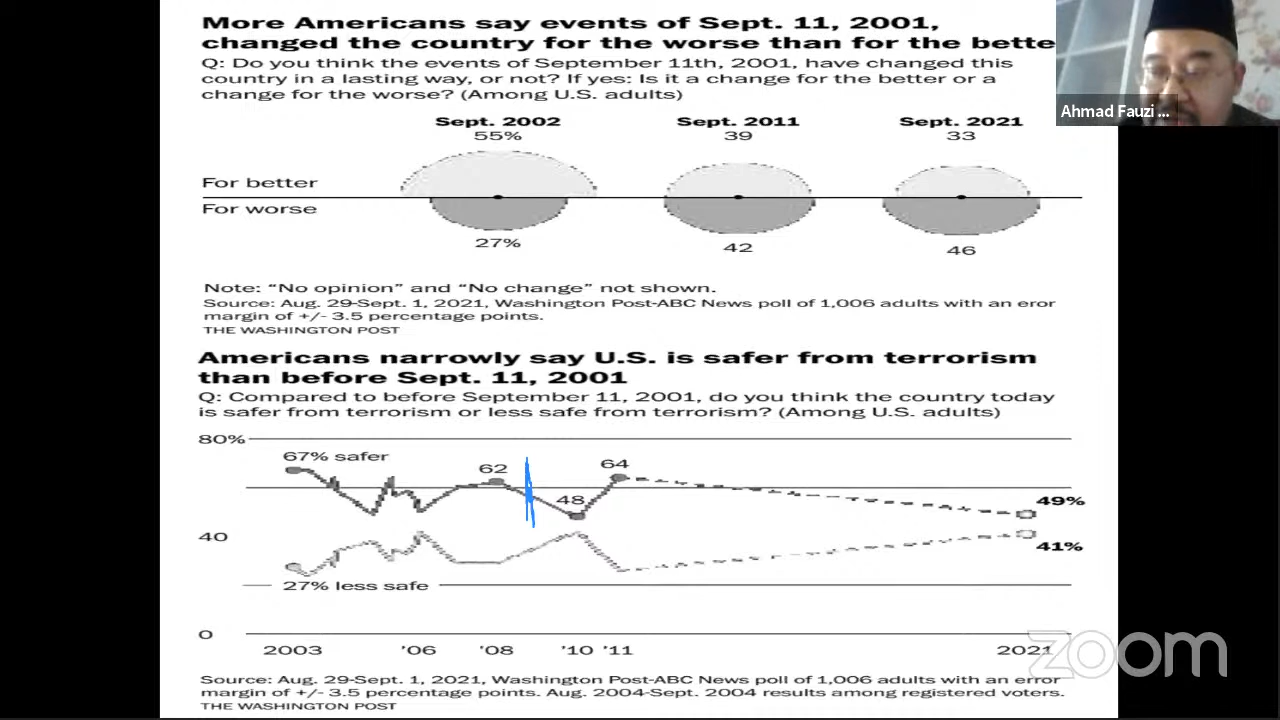 More Americans say events of Sept. 11, 2001,
changed the country for the worse than for the bette
Q: Do you think the events of September 11th, 2001, have changed this
country in a lasting way, or not? If yes: Is it a change for the better or a
change for the worse? (Among U.S. adults)
Ahmad Fauzi ...
Sept. 2002 Sept. 2011 Sept. 2021
55% 39 33
For better
For worse
27% 42 46
Note: “No opinion” and “No change” not shown.
Source: Aug. 29-Sept. 1, 2021, Washington Post-ABC News poll of 1,006 adults with an eror
margin of +/- 3.5 percentage points.
THE WASHINGTON POST
Americans narrowly say U.S. is safer from terrorism
than before Sept. 11, 2001
Q: Compared to before September 11, 2001, do you think the country today
is safer from terrorism or less safe from terrorism? (Among U.S. adults)
80%
67% safer
62
64
48
49%
40
41%
27% less safe
0
2003 '06 '08 '10 '11 2021
zoom
Source: Aug. 29-Sept. 1, 2021, Washington Post-ABC News poll of 1,006 adults with an error
margin of +/- 3.5 percentage points. Aug. 2004-Sept. 2004 results among registered voters.
THE WASHINGTON POST